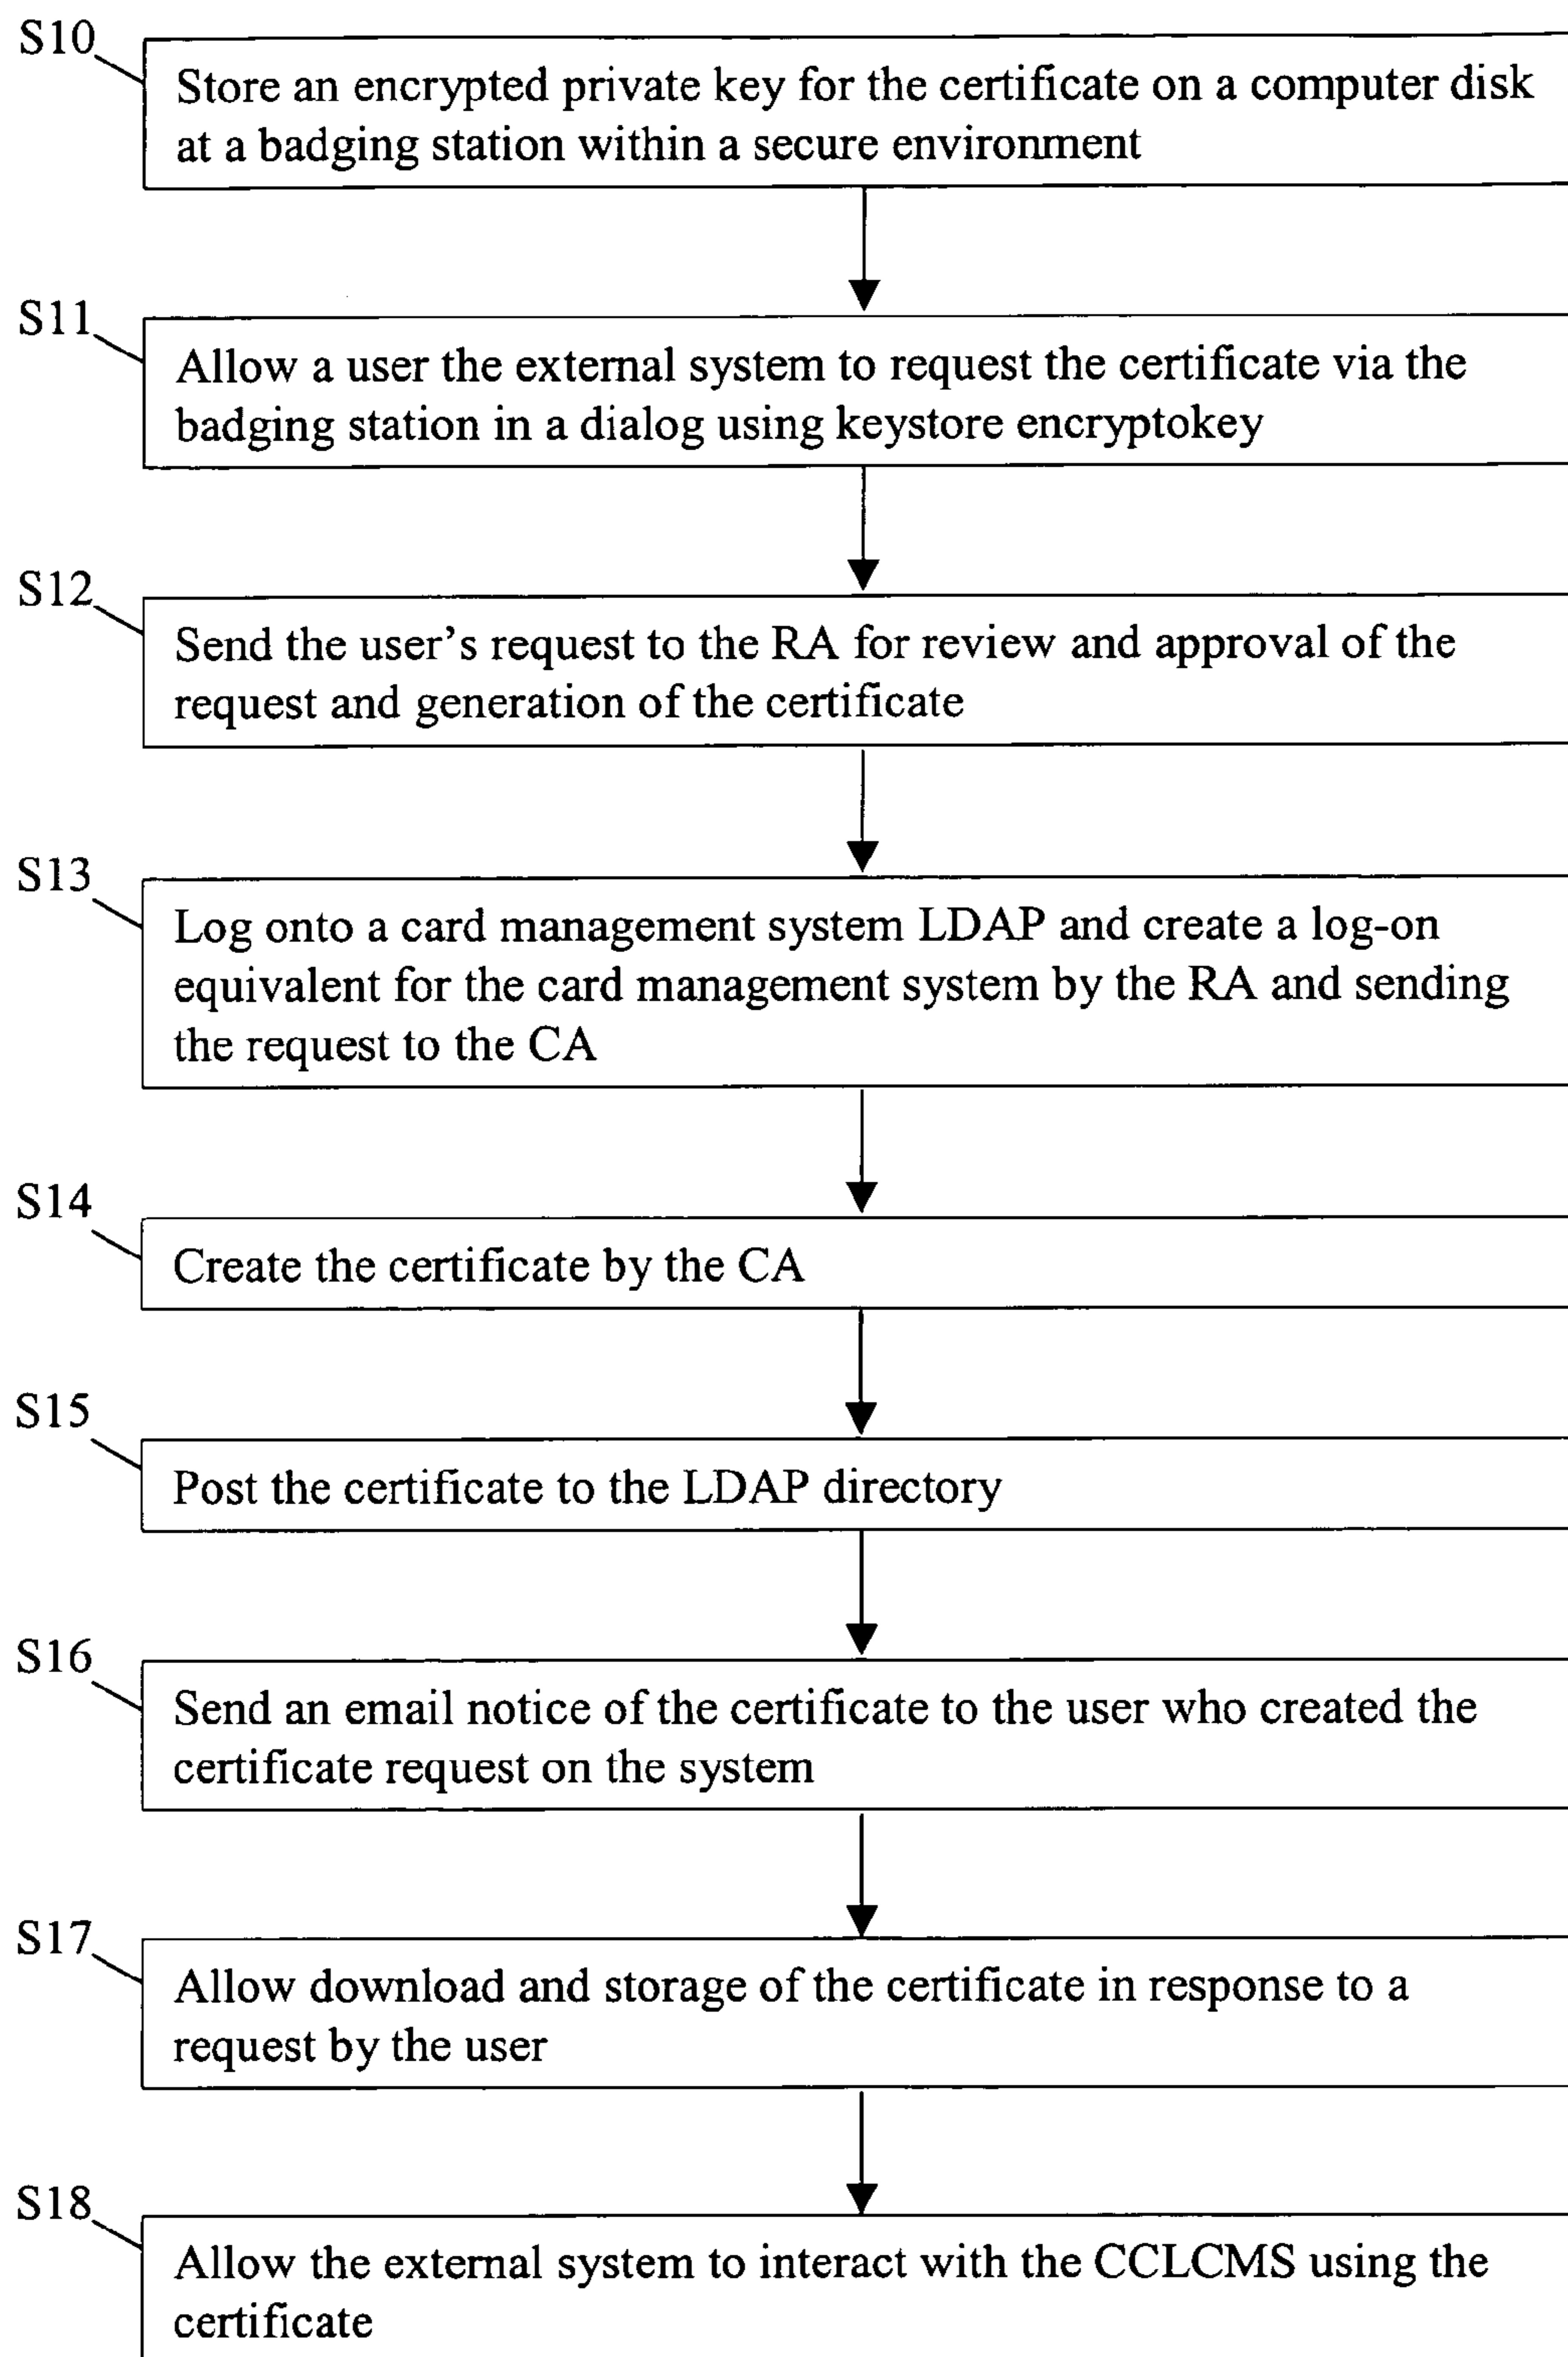 S10
Store an encrypted private key for the certificate on a computer disk
at a badging station within a secure environment
S11
Allow a user the external system to request the certificate via the
badging station in a dialog using keystore encryptokey
S12
Send the user's request to the RA for review and approval of the
request and generation of the certificate
S13
Log onto a card management system LDAP and create a log-on
equivalent for the card management system by the RA and sending
the request to the CA
S14
Create the certificate by the CA
S15
Post the certificate to the LDAP directory
S16
Send an email notice of the certificate to the user who created the
certificate request on the system
S17
Allow download and storage of the certificate in response to a
request by the user
S18
Allow the external system to interact with the CCLCMS using the
certificate